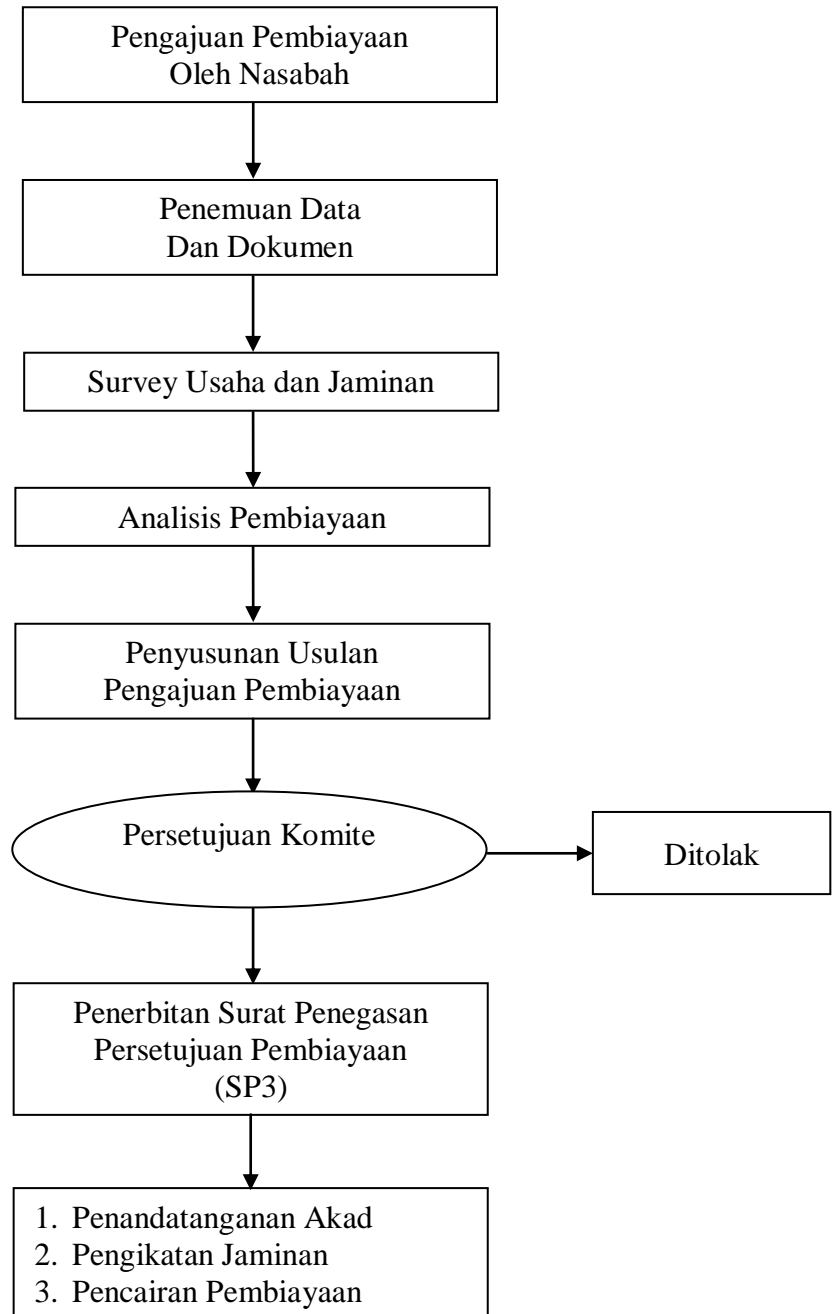 Pengajuan Pembiayaan
Oleh Nasabah
Penemuan Data
Dan Dokumen
Survey Usaha dan Jaminan
Analisis Pembiayaan
Penyusunan Usulan
Pengajuan Pembiayaan
Persetujuan Komite
Ditolak
Penerbitan Surat Penegasan
Persetujuan Pembiayaan
(SP3)
1. Penandatanganan Akad
2. Pengikatan Jaminan
3. Pencairan Pembiayaan